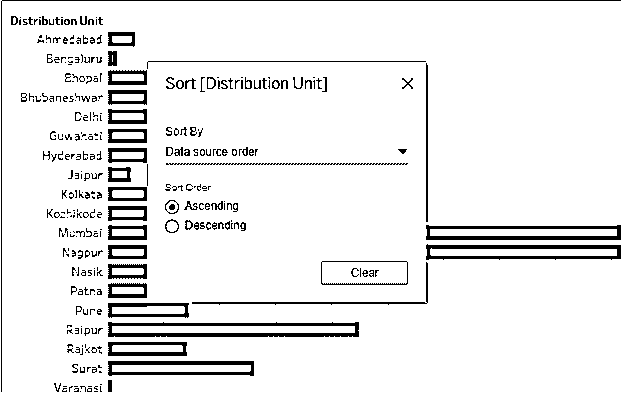 Distribution Unit
Ahmedabad
Bengaluru
Bhopal
Bhubaneshwar
Delhi
Guwahati
Hyderabad
Jaipur
Kolkata
Kozhikode
Mumbai
Nagpur
Nasik
Patna
Pune
Raipur
Rajkot
Surat
Varanasi
Sort [Distribution Unit]
Sort By
Data source order
Sort Order
Ascending
Descending
Clear